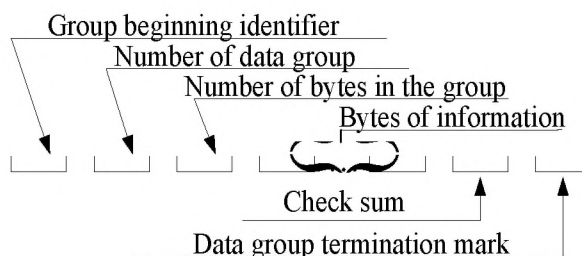 Group beginning identifier
Number of data group
Number of bytes in the group
Bytes of information
Check sum
Data group termination mark